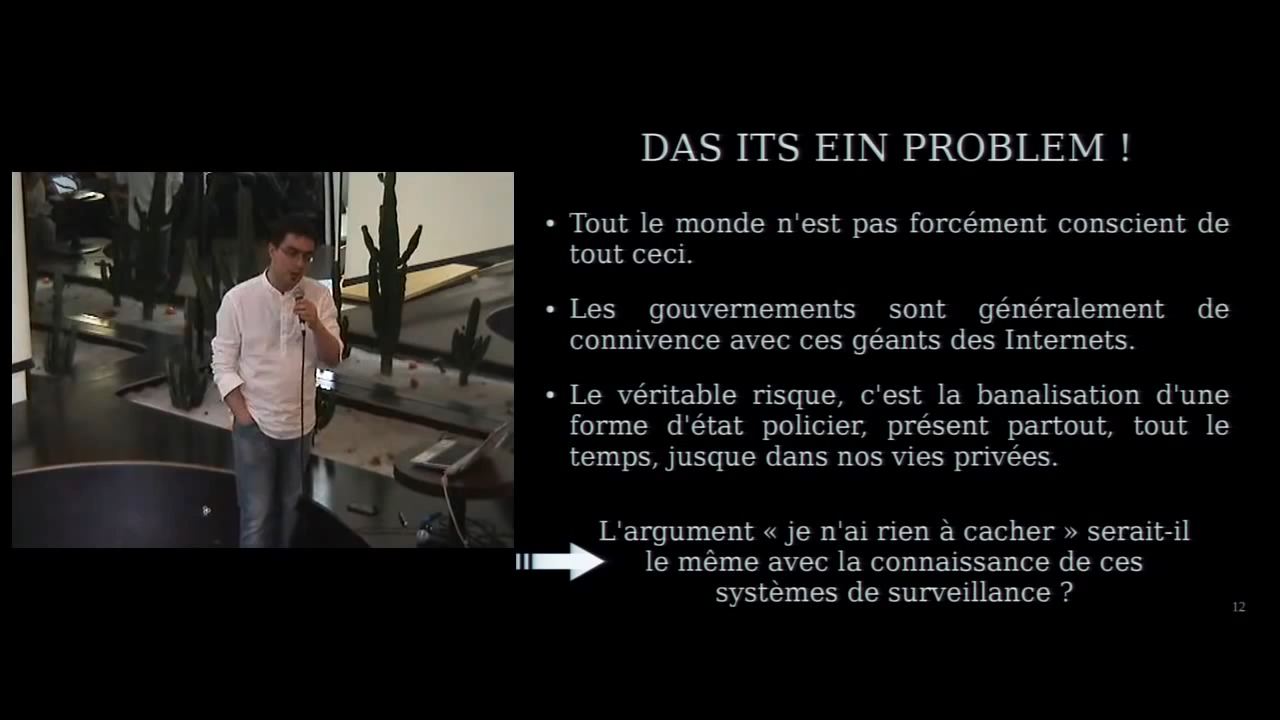 DAS ITS EIN PROBLEM !
• Tout le monde n'est pas forcément conscient de
tout ceci.
• Les gouvernements sont généralement de
connivence avec ces géants des Internets.
• Le véritable risque, c'est la banalisation d'une
forme d'état policier, présent partout, tout le
temps, jusque dans nos vies privées.
L'argument « je n'ai rien à cacher » serait-il
le même avec la connaissance de ces
systèmes de surveillance ?
12